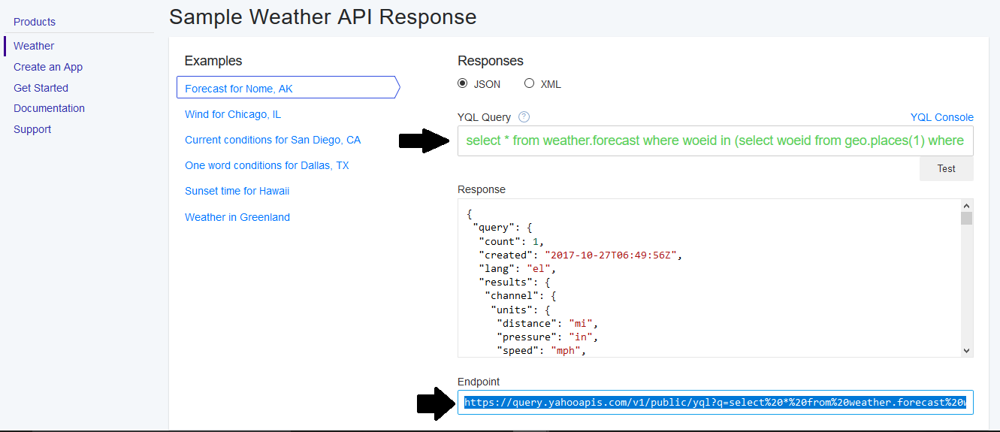 Products
Weather
Create an App
Get Started
Documentation
Support
Sample Weather API Response
Examples
Forecast for Nome, AK
Wind for Chicago, IL
Current conditions for San Diego, CA
One word conditions for Dallas, TX
Sunset time for Hawaii
Weather in Greenland
Responses
JSON XML
YQL Query ? YQL Console
select * from weather.forecast where woeid in (select woeid from geo.places(1) where
Test
Response
{
"query": {
"count": 1,
"created": "2017-10-27T06:49:56Z",
"lang": "el",
"results": {
"channel": {
"units": {
"distance": "mi",
"pressure": "in",
"speed": "mph",
Endpoint
https://query.yahooapis.com/v1/public/yql?q=select%20*%20from%20weather.forecast%20w